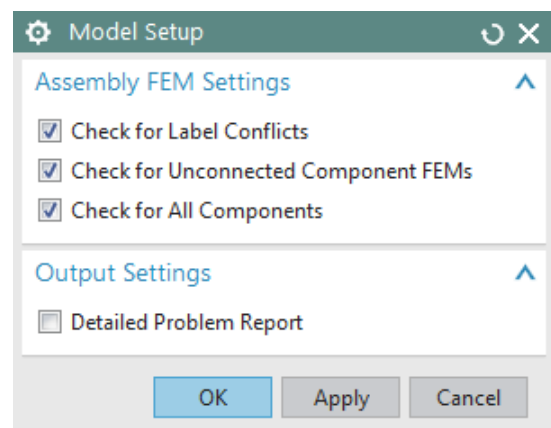 Model Setup
Assembly FEM Settings
Check for Label Conflicts
Check for Unconnected Component FEMs
Check for All Components
Output Settings
Detailed Problem Report
OK Apply Cancel